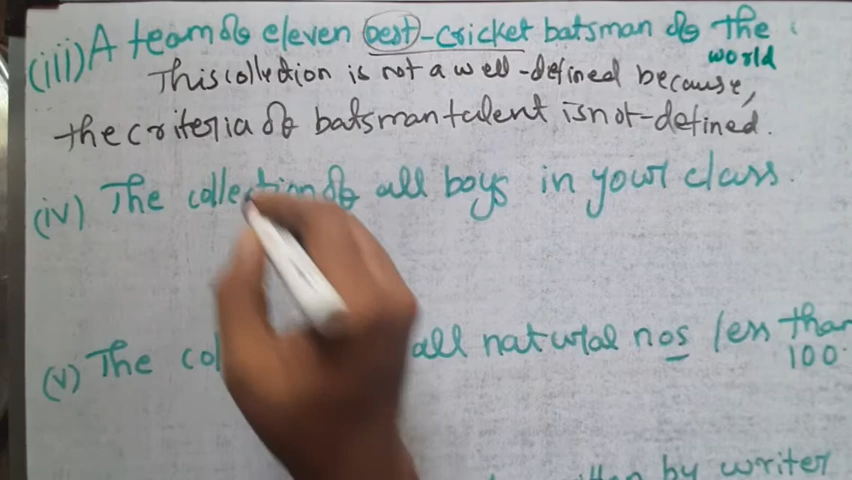 (iii) A team of eleven best-cricket batsman of the
world
This collection is not a well-defined because,
the criteria of batsman talent is not-defined.
(iv) The collection of all boys in your class.
(v) The all natural nos less than
100.
by writer